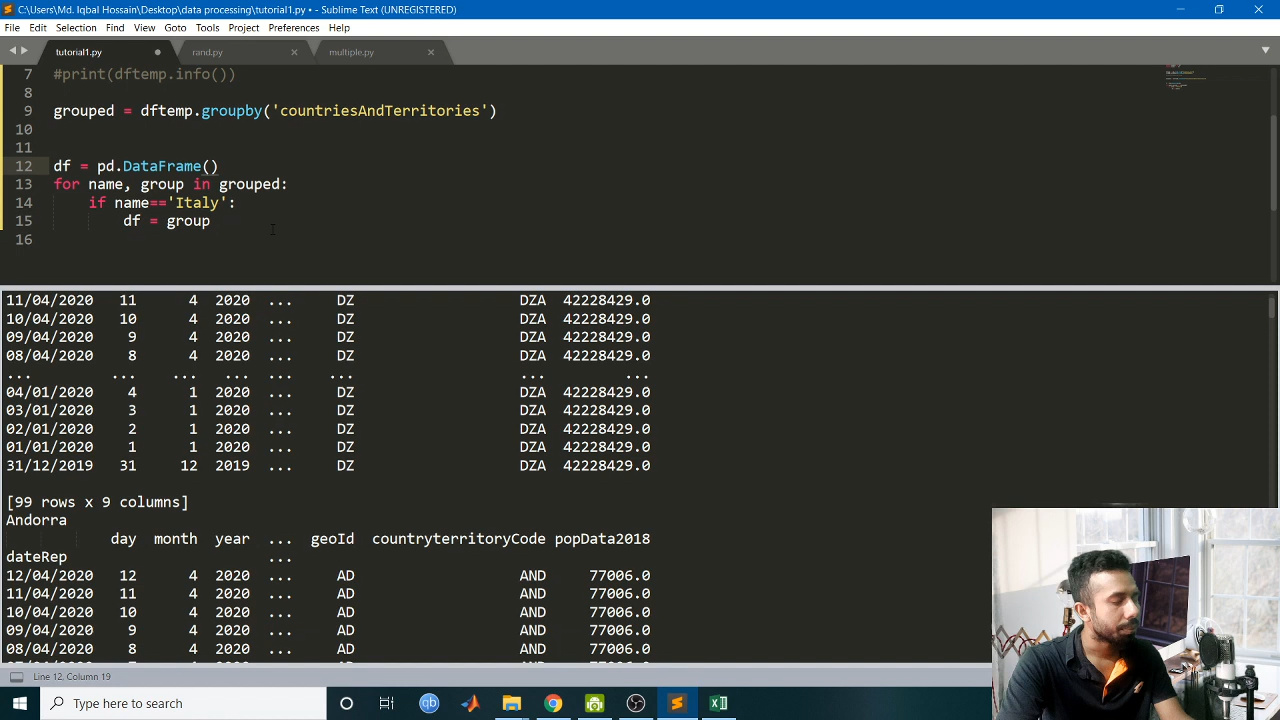 C:\Users\Md. Iqbal Hossain\Desktop\data processing\tutorial1.py • - Sublime Text (UNREGISTERED)
File Edit Selection Find View Goto Tools Project Preferences Help
tutorial1.py rand.py multiple.py
7 #print(dftemp.info())
8
9 grouped = dftemp.groupby('countriesAndTerritories')
10
11
12 df = pd.DataFrame()
13 for name, group in grouped:
14 if name=='Italy':
15 df = group
16
11/04/2020 11 4 2020 ... DZ DZA 42228429.0
10/04/2020 10 4 2020 ... DZ DZA 42228429.0
09/04/2020 9 4 2020 ... DZ DZA 42228429.0
08/04/2020 8 4 2020 ... DZ DZA 42228429.0
... ... ... ... ... ... ... ...
04/01/2020 4 1 2020 ... DZ DZA 42228429.0
03/01/2020 3 1 2020 ... DZ DZA 42228429.0
02/01/2020 2 1 2020 ... DZ DZA 42228429.0
01/01/2020 1 1 2020 ... DZ DZA 42228429.0
31/12/2019 31 12 2019 ... DZ DZA 42228429.0
[99 rows x 9 columns]
Andorra
day month year ... geoId countryterritoryCode popData2018
dateRep ...
12/04/2020 12 4 2020 ... AD AND 77006.0
11/04/2020 11 4 2020 ... AD AND 77006.0
10/04/2020 10 4 2020 ... AD AND 77006.0
09/04/2020 9 4 2020 ... AD AND 77006.0
08/04/2020 8 4 2020 ... AD AND 77006.0
Line 12, Column 19
Type here to search